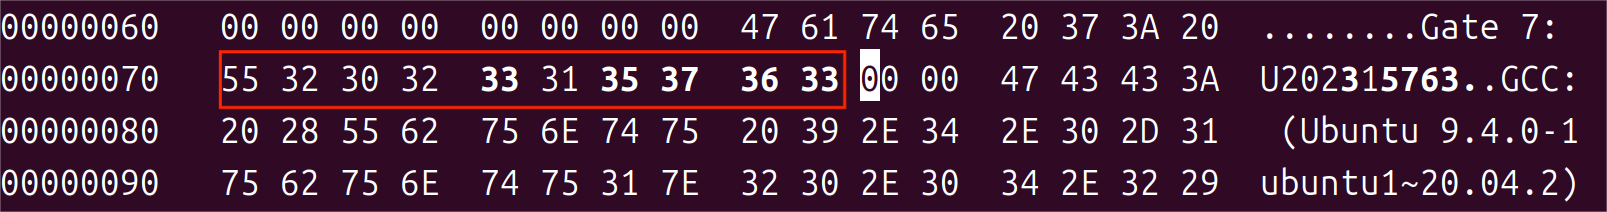 00000060 00 00 00 00 00 00 00 00 47 61 74 65 20 37 3A 20 ........Gate 7:
00000070 55 32 30 32 33 31 35 37 36 33 00 00 47 43 43 3A U202315763..GCC:
00000080 20 28 55 62 75 6E 74 75 20 39 2E 34 2E 30 2D 31 (Ubuntu 9.4.0-1
00000090 75 62 75 6E 74 75 31 7E 32 30 2E 30 34 2E 32 29 ubuntu1~20.04.2)